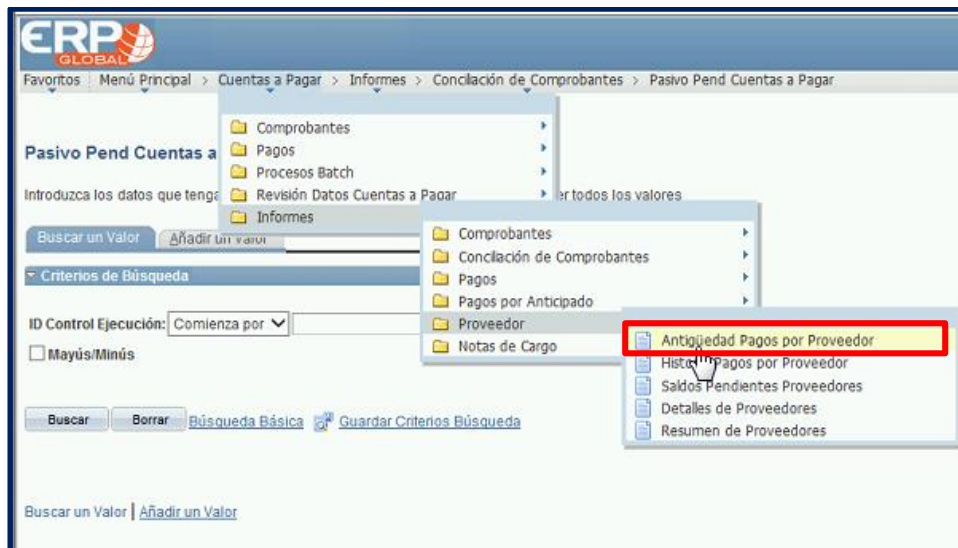 ERP
GLOBAL
Favoritos Menú Principal > Cuentas a Pagar > Informes > Conciliación de Comprobantes > Pasivo Pend Cuentas a Pagar
Comprobantes
Pasivo Pend Cuentas a
Pagos
Procesos Batch
Introduzca los datos que tenga
Revisión Datos Cuentas a Pagar
er todos los valores
Informes
Buscar un Valor Añadir un Valor
Comprobantes
Conciliación de Comprobantes
Criterios de Búsqueda
Pagos
Pagos por Anticipado
ID Control Ejecución: Comienza por
Proveedor
Antigüedad Pagos por Proveedor
Mayús/Minús
Notas de Cargo
Pagos por Proveedor
Saldos Pendientes Proveedores
Detalles de Proveedores
Resumen de Proveedores
Buscar Borrar Búsqueda Básica Guardar Criterios Búsqueda
Buscar un Valor | Añadir un Valor